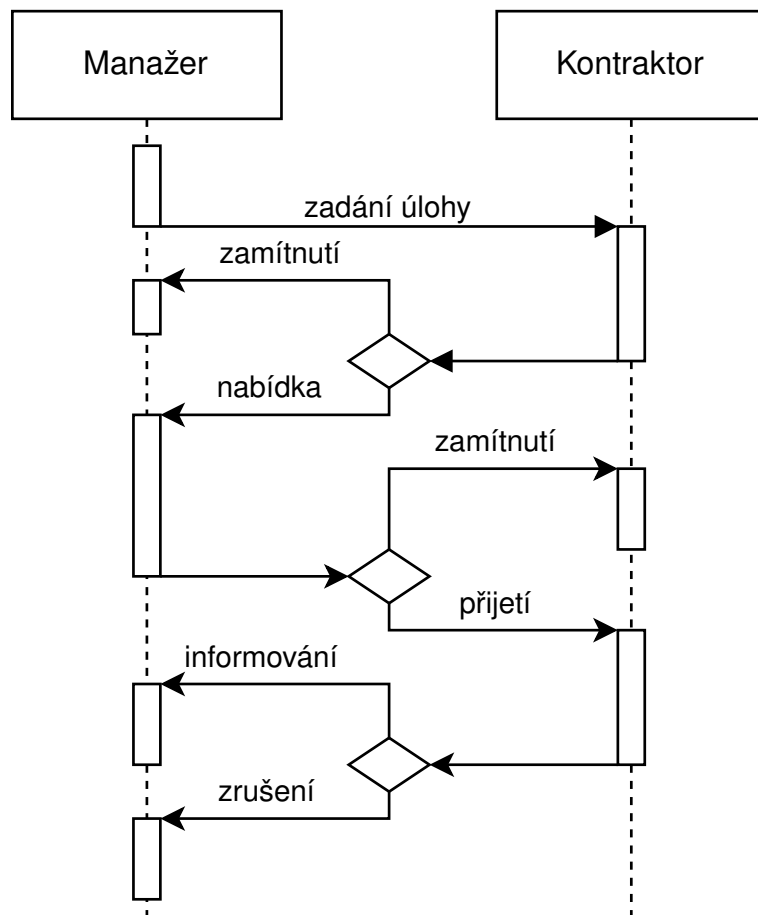 Manažer
Kontraktor
zadání úlohy
zamítnutí
nabídka
zamítnutí
přijetí
informování
zrušení